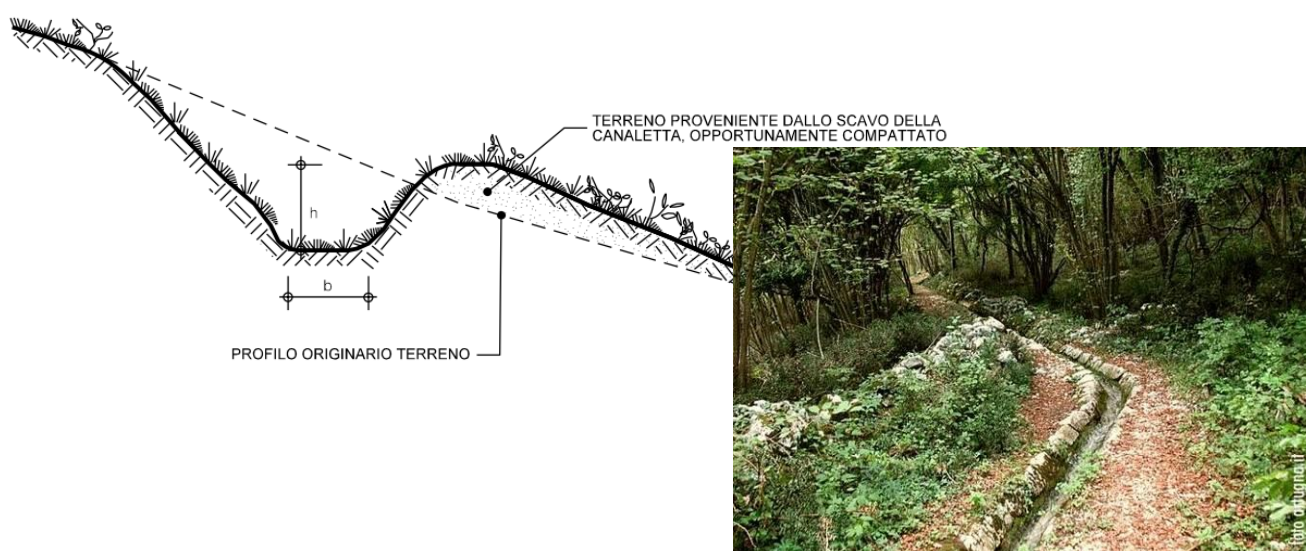 TERRENO PROVENIENTE DALLO SCAVO DELLA
CANALETTA, OPPORTUNAMENTE COMPATTATO
h
b
PROFILO ORIGINARIO TERRENO